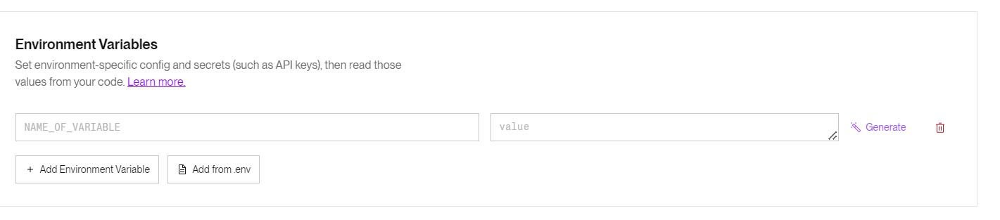 Environment Variables
Set environment-specific config and secrets (such as API keys), then read those
values from your code. Learn more.
NAME_OF_VARIABLE
value
Generate
+ Add Environment Variable
Add from .env